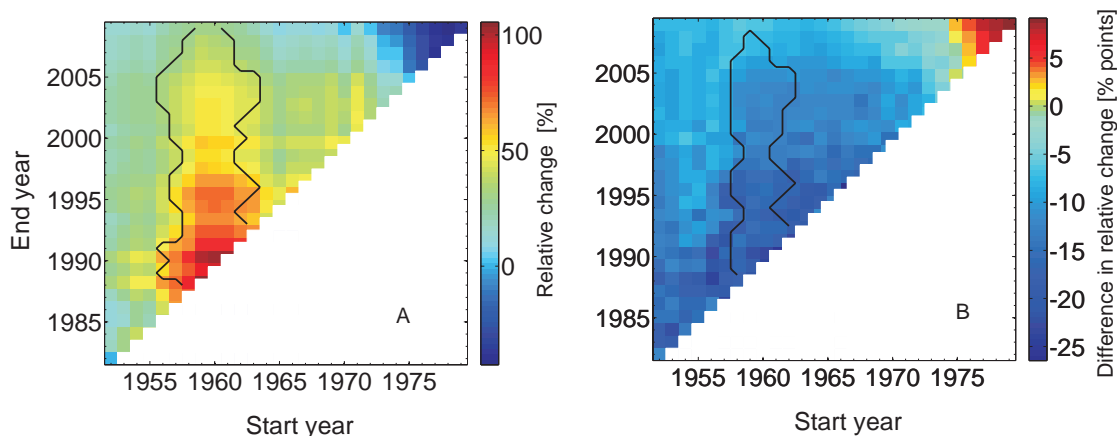 100
50
0
Relative change [%]
2005
2000
1995
1990
1985
End year
A
1955 1960 1965 1970 1975
Start year
5
0
-5
-10
-15
-20
-25
Difference in relative change [% points]
2005
2000
1995
1990
1985
B
1955 1960 1965 1970 1975
Start year